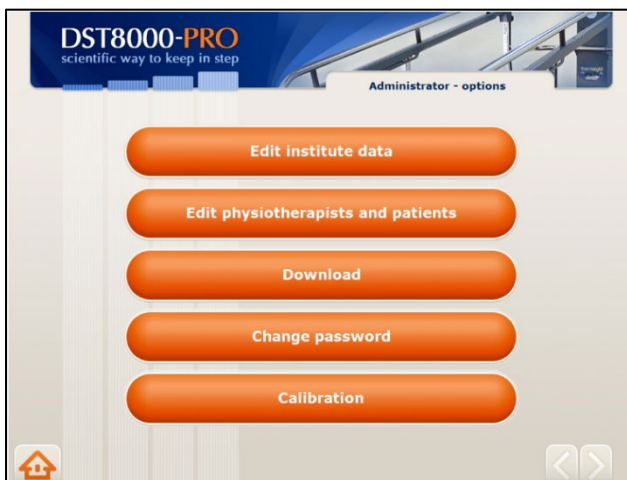 DST8000-PRO
scientific way to keep in step
Administrator - options
Edit institute data
Edit physiotherapists and patients
Download
Change password
Calibration